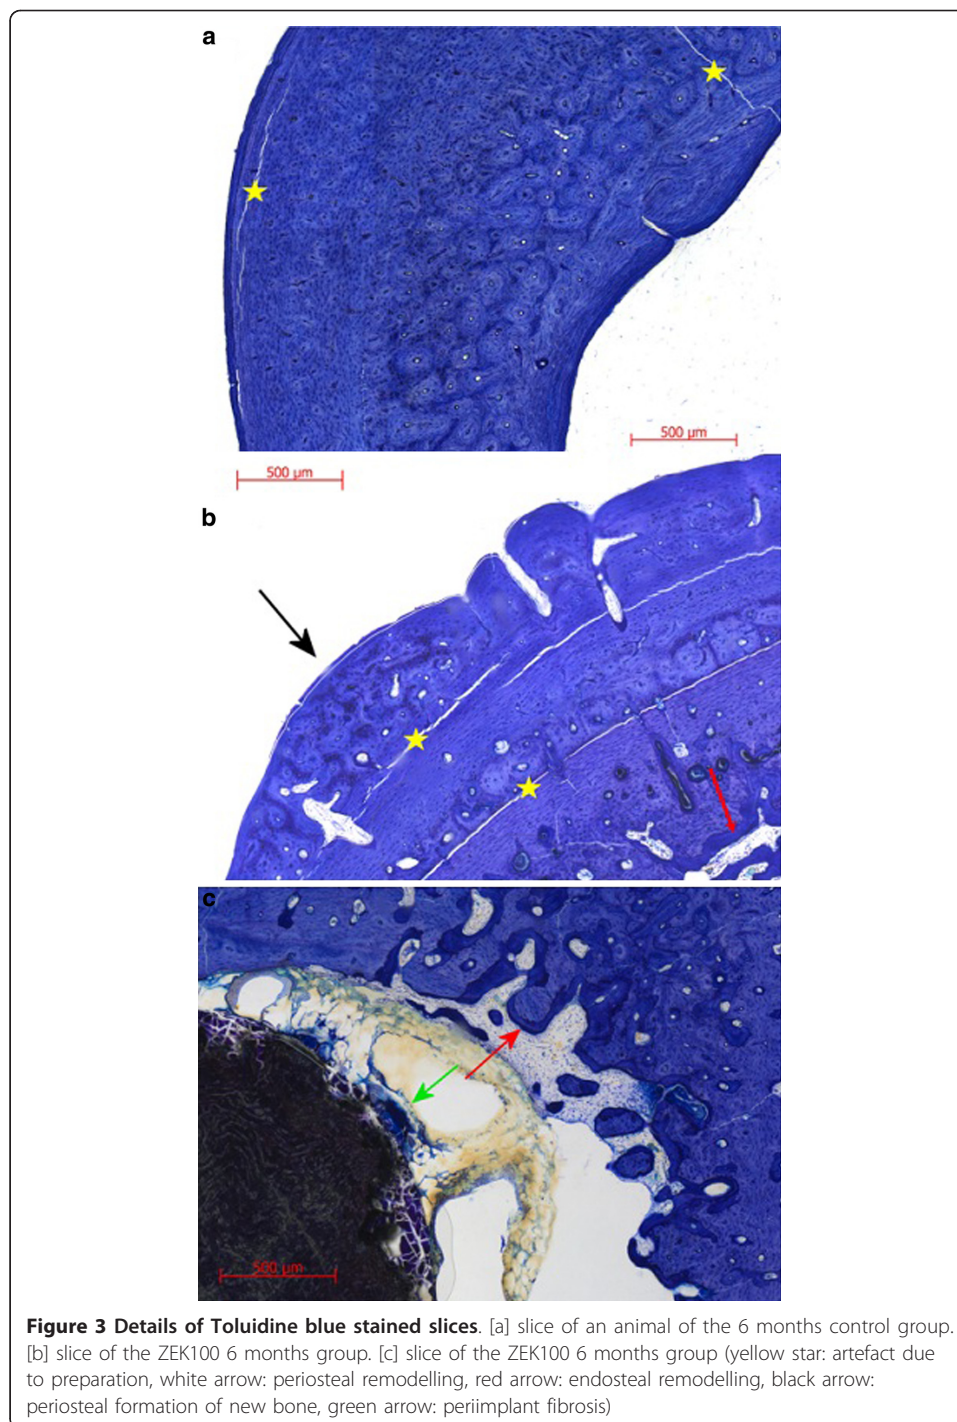 a
500 µm
500 µm
b
c
500 µm
Figure 3 Details of Toluidine blue stained slices. [a] slice of an animal of the 6 months control group.
[b] slice of the ZEK100 6 months group. [c] slice of the ZEK100 6 months group (yellow star: artefact due
to preparation, white arrow: periosteal remodelling, red arrow: endosteal remodelling, black arrow:
periosteal formation of new bone, green arrow: periimplant fibrosis)